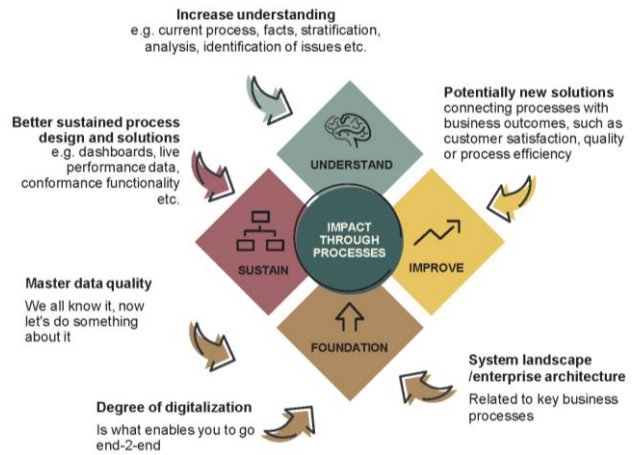 Increase understanding
e.g. current process, facts, stratification,
analysis, identification of issues etc.
Potentially new solutions
connecting processes with
business outcomes, such as
customer satisfaction, quality
or process efficiency
Better sustained process
design and solutions
e.g. dashboards, live
performance data,
conformance functionality
etc.
UNDERSTAND
IMPACT
THROUGH
PROCESSES
SUSTAIN
IMPROVE
FOUNDATION
Master data quality
We all know it, now
let's do something
about it
System landscape
/enterprise architecture
Related to key business
processes
Degree of digitalization
Is what enables you to go
end-2-end